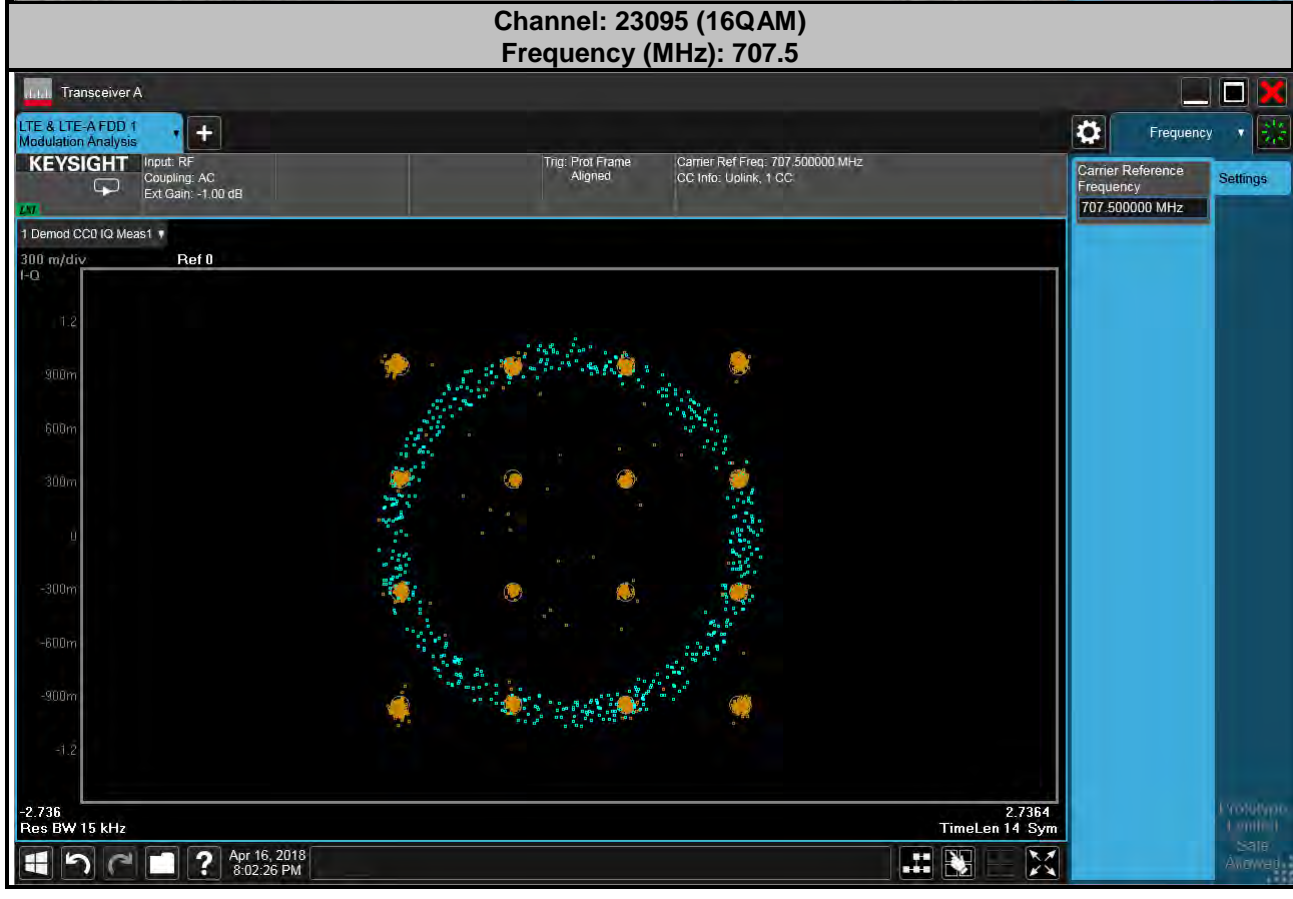 Channel: 23095 (16QAM)
Frequency (MHz): 707.5
Transceiver A
LTE & LTE-A FDD 1
Modulation Analysis
+
Frequency
KEYSIGHT
Input: RF
Coupling: AC
Ext Gain: -1.00 dB
Trig: Prot Frame
Aligned
Carrier Ref Freq: 707.500000 MHz
CC Info: Uplink, 1 CC
LXI
Carrier Reference
Frequency
707.500000 MHz
Settings
1 Demod CC0 IQ Meas1
300 m/div
Ref 0
I-Q
1.2
900m
600m
300m
0
-300m
-600m
-900m
-1.2
-2.736
2.7364
Res BW 15 kHz
TimeLen 14 Sym
?
Apr 16, 2018
8:02:26 PM